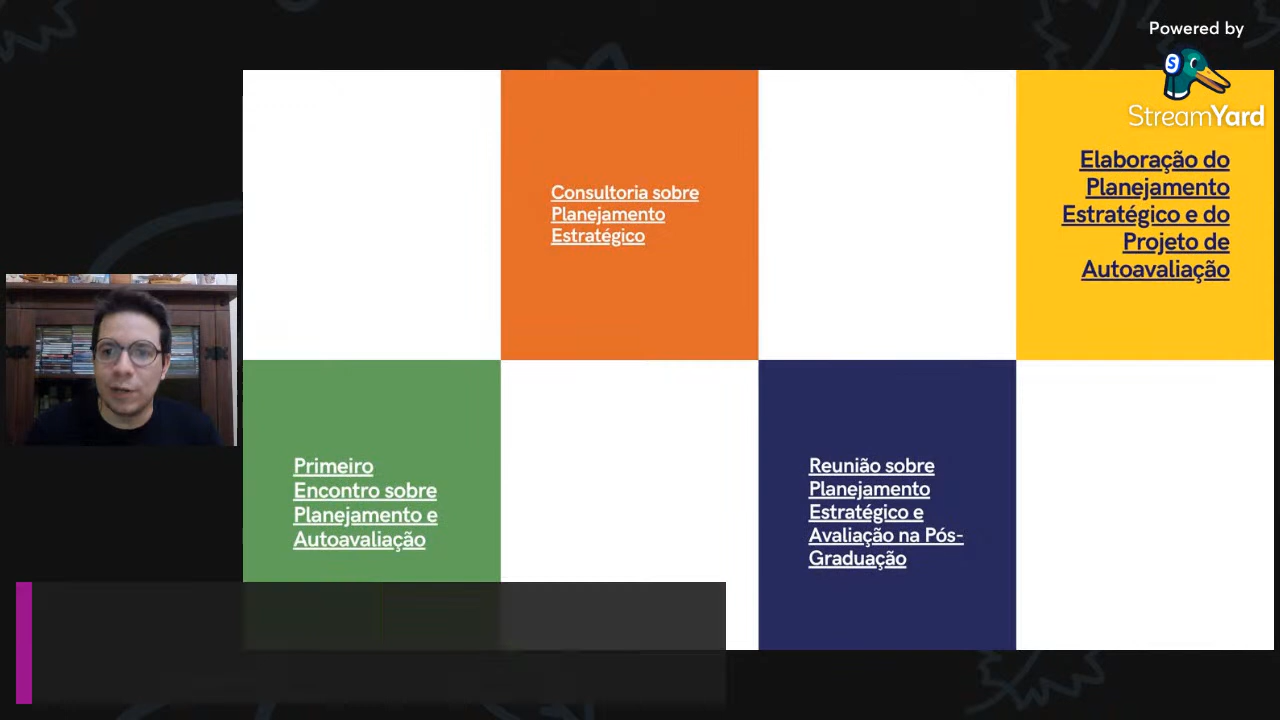 Powered by
StreamYard
Consultoria sobre
Planejamento
Estratégico
Elaboração do
Planejamento
Estratégico e do
Projeto de
Autoavaliação
Primeiro
Encontro sobre
Planejamento e
Autoavaliação
Reunião sobre
Planejamento
Estratégico e
Avaliação na Pós-
Graduação